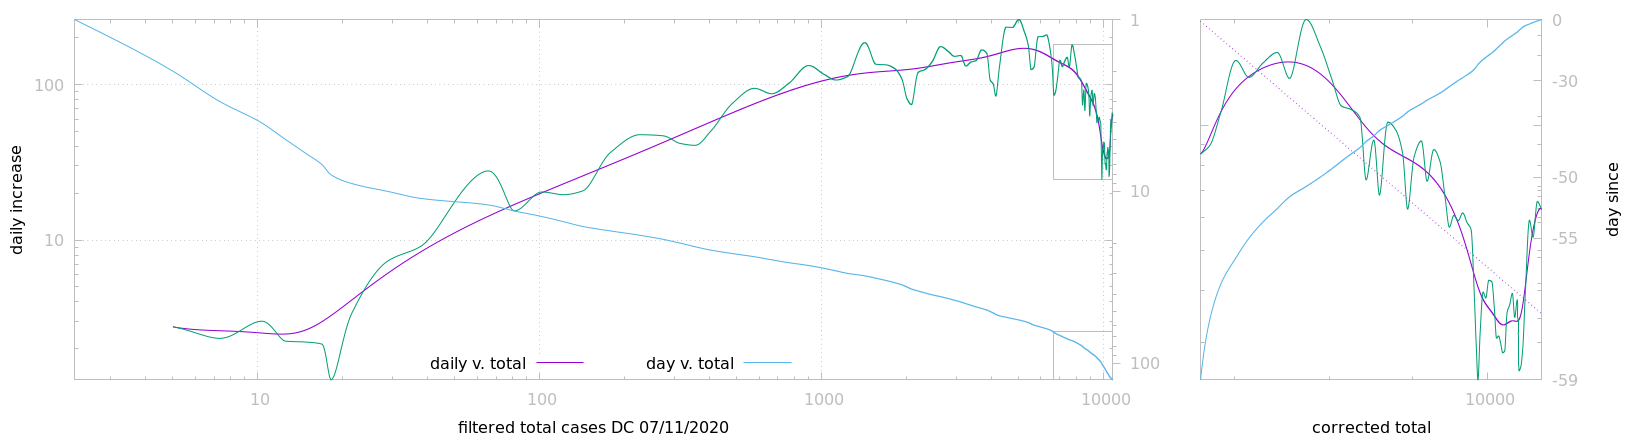 daily increase
100
10
daily v. total
day v. total
10
100
1000
10000
filtered total cases DC 07/11/2020
1
10
100
0
-30
-50
-55
-59
day since
10000
corrected total